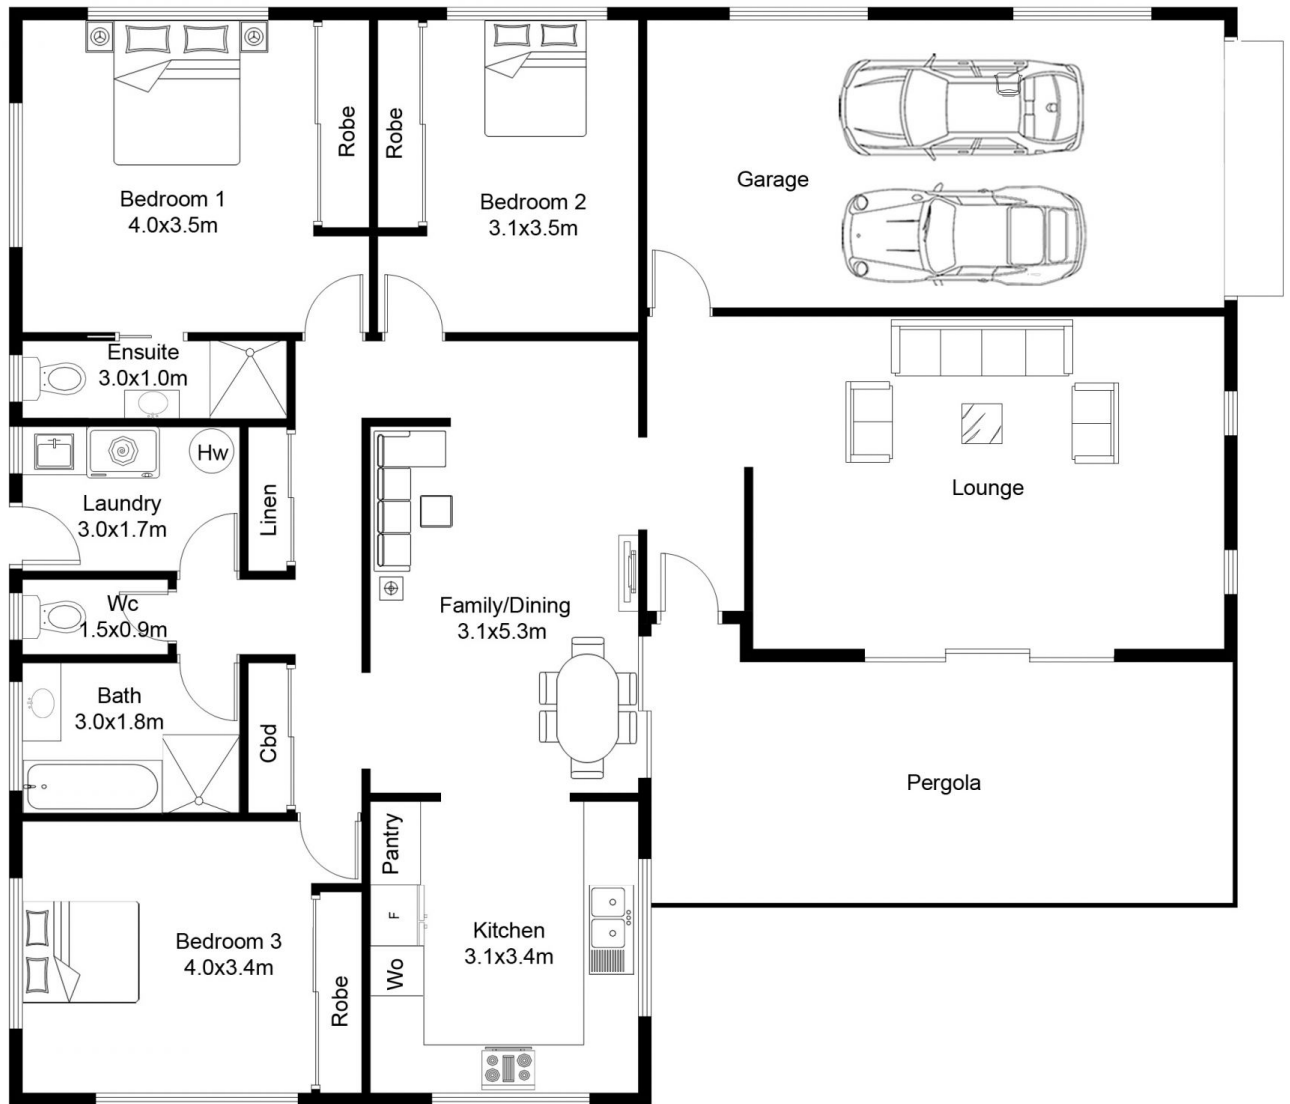 Bedroom 1
4.0x3.5m
Robe
Robe
Bedroom 2
3.1x3.5m
Garage
Ensuite
3.0x1.0m
Hw
Laundry
3.0x1.7m
Linen
Lounge
Wc
1.5x0.9m
Family/Dining
3.1x5.3m
Bath
3.0x1.8m
Cbd
Pergola
Pantry
F
Wo
Kitchen
3.1x3.4m
Bedroom 3
4.0x3.4m
Robe